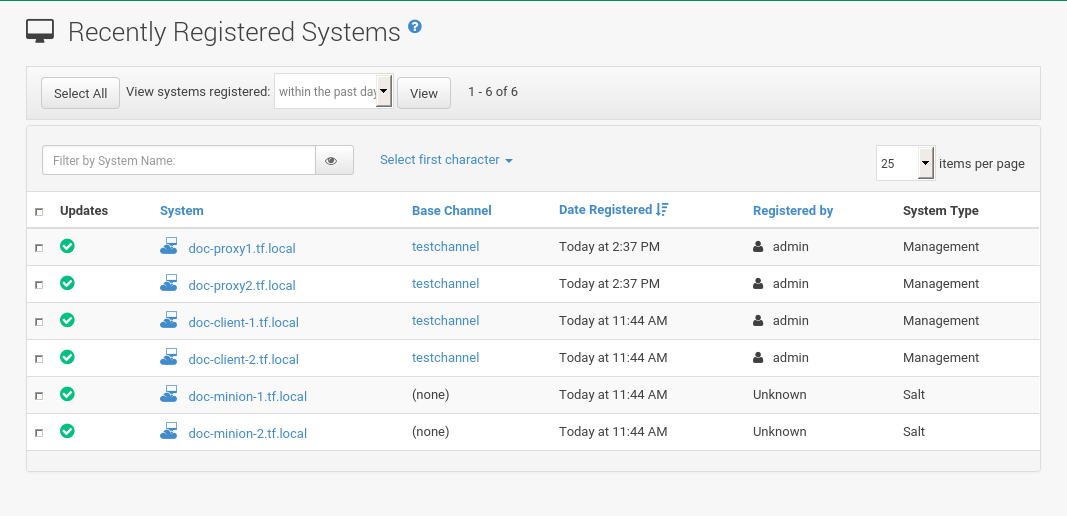 Recently Registered Systems ?
Select All View systems registered: within the past day View 1 - 6 of 6
Filter by System Name: Select first character 25 items per page
Updates System Base Channel Date Registered Registered by System Type
doc-proxy1.tf.local testchannel Today at 2:37 PM admin Management
doc-proxy2.tf.local testchannel Today at 2:37 PM admin Management
doc-client-1.tf.local testchannel Today at 11:44 AM admin Management
doc-client-2.tf.local testchannel Today at 11:44 AM admin Management
doc-minion-1.tf.local (none) Today at 11:44 AM Unknown Salt
doc-minion-2.tf.local (none) Today at 11:44 AM Unknown Salt